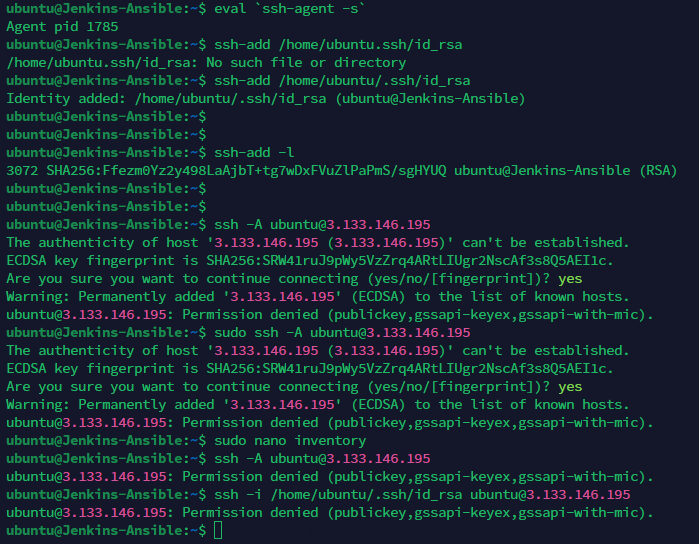 ubuntu@Jenkins-Ansible:~$ eval `ssh-agent -s`
Agent pid 1785
ubuntu@Jenkins-Ansible:~$ ssh-add /home/ubuntu.ssh/id_rsa
/home/ubuntu.ssh/id_rsa: No such file or directory
ubuntu@Jenkins-Ansible:~$ ssh-add /home/ubuntu/.ssh/id_rsa
Identity added: /home/ubuntu/.ssh/id_rsa (ubuntu@Jenkins-Ansible)
ubuntu@Jenkins-Ansible:~$
ubuntu@Jenkins-Ansible:~$
ubuntu@Jenkins-Ansible:~$ ssh-add -l
3072 SHA256:Ffezm0Yz2y498LaAjbT+tg7wDxFVuZlPaPmS/sgHYUQ ubuntu@Jenkins-Ansible (RSA)
ubuntu@Jenkins-Ansible:~$
ubuntu@Jenkins-Ansible:~$
ubuntu@Jenkins-Ansible:~$ ssh -A ubuntu@3.133.146.195
The authenticity of host '3.133.146.195 (3.133.146.195)' can't be established.
ECDSA key fingerprint is SHA256:SRW41ruJ9pWy5VzZrq4ARtLIUgr2NscAf3s8Q5AEI1c.
Are you sure you want to continue connecting (yes/no/[fingerprint])? yes
Warning: Permanently added '3.133.146.195' (ECDSA) to the list of known hosts.
ubuntu@3.133.146.195: Permission denied (publickey,gssapi-keyex,gssapi-with-mic).
ubuntu@Jenkins-Ansible:~$ sudo ssh -A ubuntu@3.133.146.195
The authenticity of host '3.133.146.195 (3.133.146.195)' can't be established.
ECDSA key fingerprint is SHA256:SRW41ruJ9pWy5VzZrq4ARtLIUgr2NscAf3s8Q5AEI1c.
Are you sure you want to continue connecting (yes/no/[fingerprint])? yes
Warning: Permanently added '3.133.146.195' (ECDSA) to the list of known hosts.
ubuntu@3.133.146.195: Permission denied (publickey,gssapi-keyex,gssapi-with-mic).
ubuntu@Jenkins-Ansible:~$ sudo nano inventory
ubuntu@Jenkins-Ansible:~$ ssh -A ubuntu@3.133.146.195
ubuntu@3.133.146.195: Permission denied (publickey,gssapi-keyex,gssapi-with-mic).
ubuntu@Jenkins-Ansible:~$ ssh -i /home/ubuntu/.ssh/id_rsa ubuntu@3.133.146.195
ubuntu@3.133.146.195: Permission denied (publickey,gssapi-keyex,gssapi-with-mic).
ubuntu@Jenkins-Ansible:~$